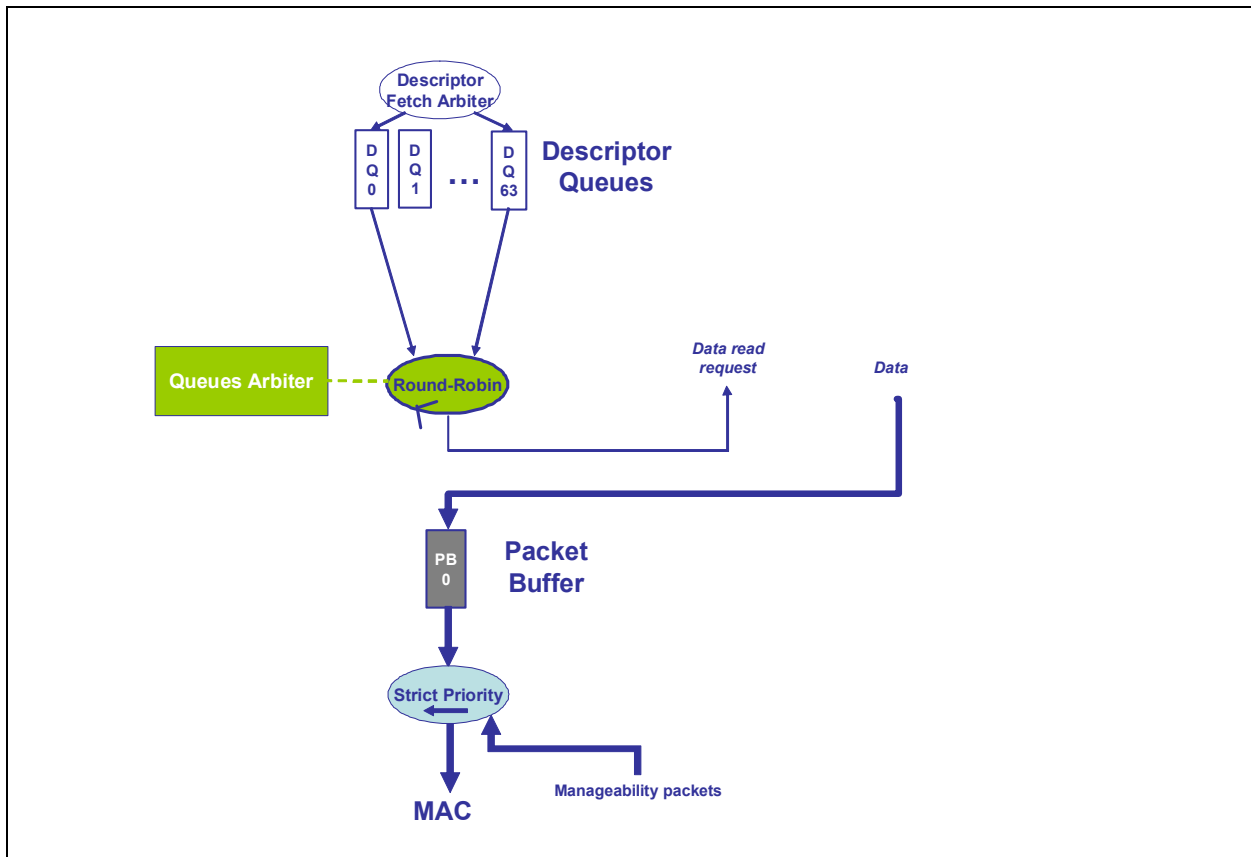 Descriptor
Fetch Arbiter
D
Q
0
D
Q
1
...
D
Q
63
Descriptor
Queues
Queues Arbiter
Round-Robin
Data read
request
Data
PB
0
Packet
Buffer
Strict Priority
Manageability packets
MAC